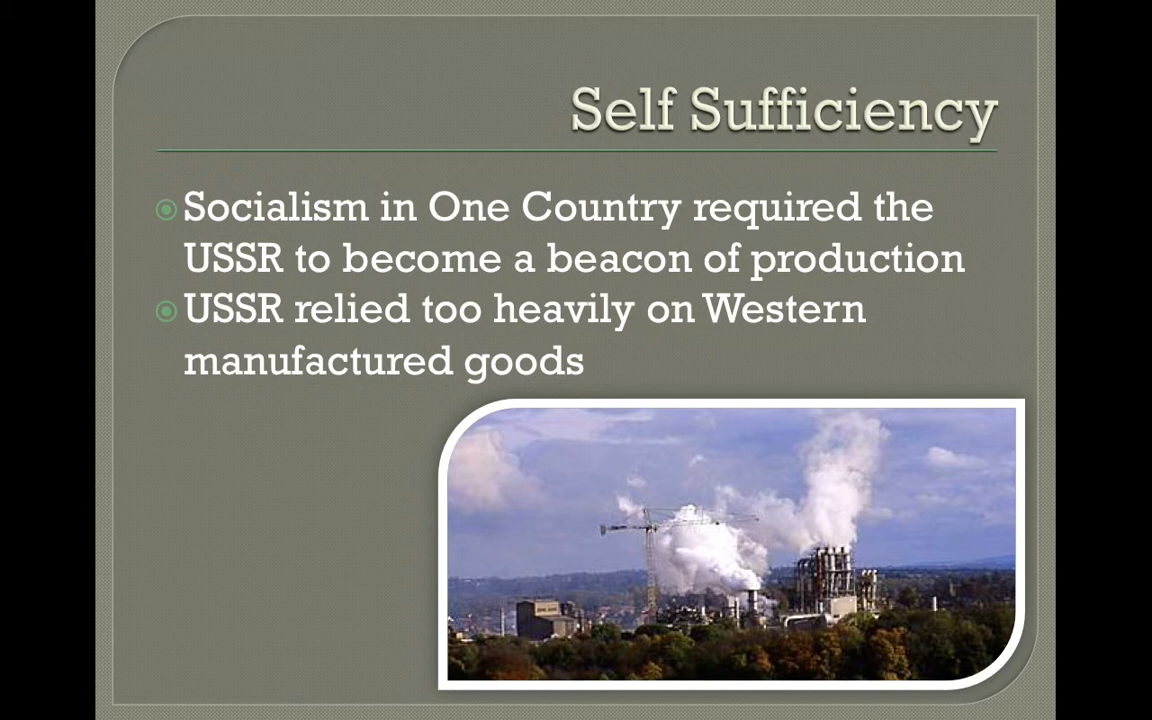 Self Sufficiency
Socialism in One Country required the
USSR to become a beacon of production
USSR relied too heavily on Western
manufactured goods